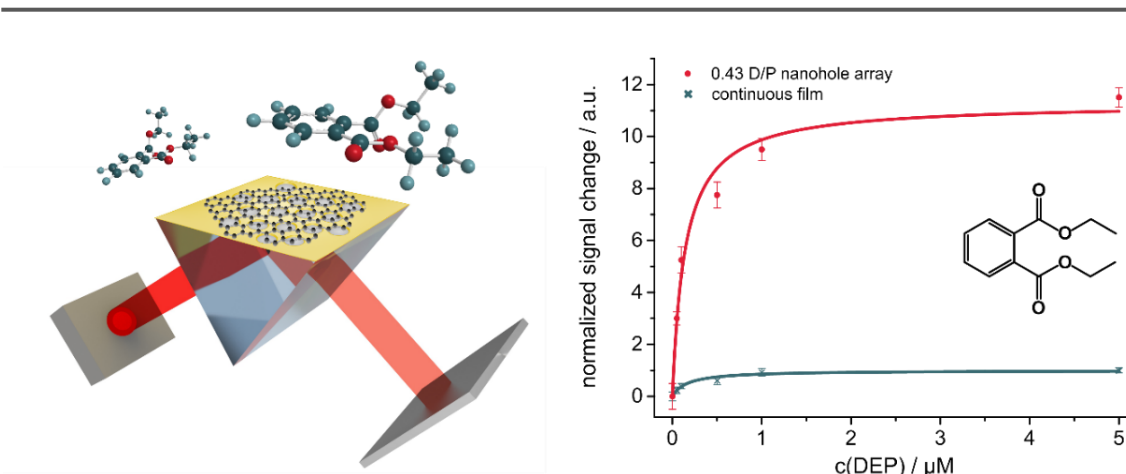 0.43 D/P nanohole array
continuous film
normalized signal change / a.u.
12
10
8
6
4
2
0
O
O
O
O
0
1
2
3
4
5
c(DEP) / µM